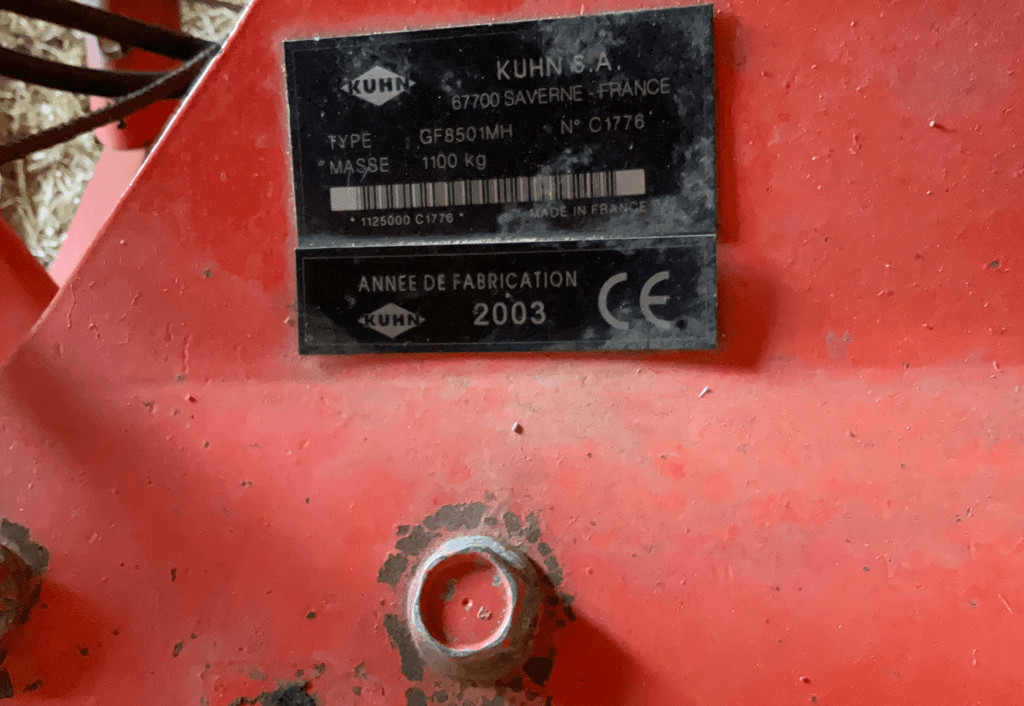 KUHN
KUHN S.A.
67700 SAVERNE - FRANCE
TYPE GF8501MH N° C1776
MASSE 1100 kg
* 1125000 C1776 *
MADE IN FRANCE
ANNEE DE FABRICATION
KUHN 2003 CE